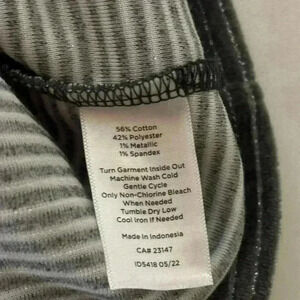 56% Cotton
42% Polyester
1% Metallic
1% Spandex
Turn Garment Inside Out
Machine Wash Cold
Gentle Cycle
Only Non-Chlorine Bleach
When Needed
Tumble Dry Low
Cool Iron If Needed
Made in Indonesia
CA# 23147
ID5418 05/22